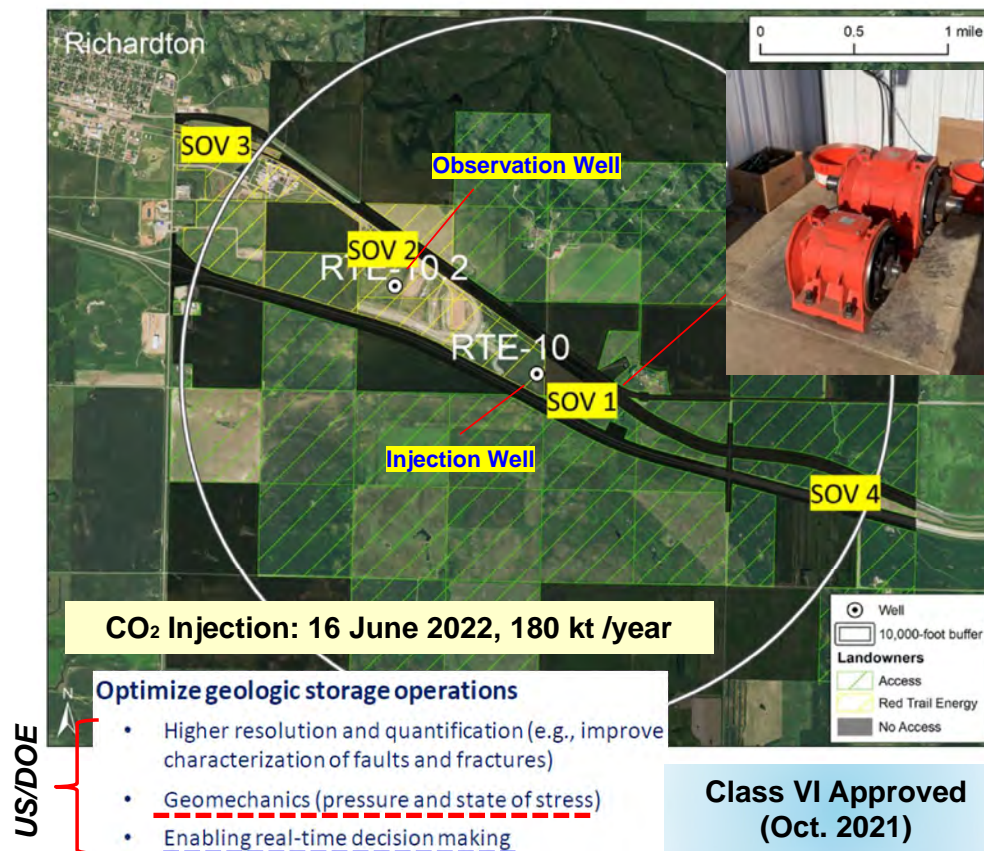 Richardton
0 0.5 1 mile
SOV 3
Observation Well
SOV 2
RTE-10.2
RTE-10
SOV 1
Injection Well
SOV 4
CO₂ Injection: 16 June 2022, 180 kt /year
Well
10,000-foot buffer
Landowners
Access
Red Trail Energy
No Access
N
US/DOE
Optimize geologic storage operations
• Higher resolution and quantification (e.g., improve
characterization of faults and fractures)
• Geomechanics (pressure and state of stress)
• Enabling real-time decision making
Class VI Approved
(Oct. 2021)